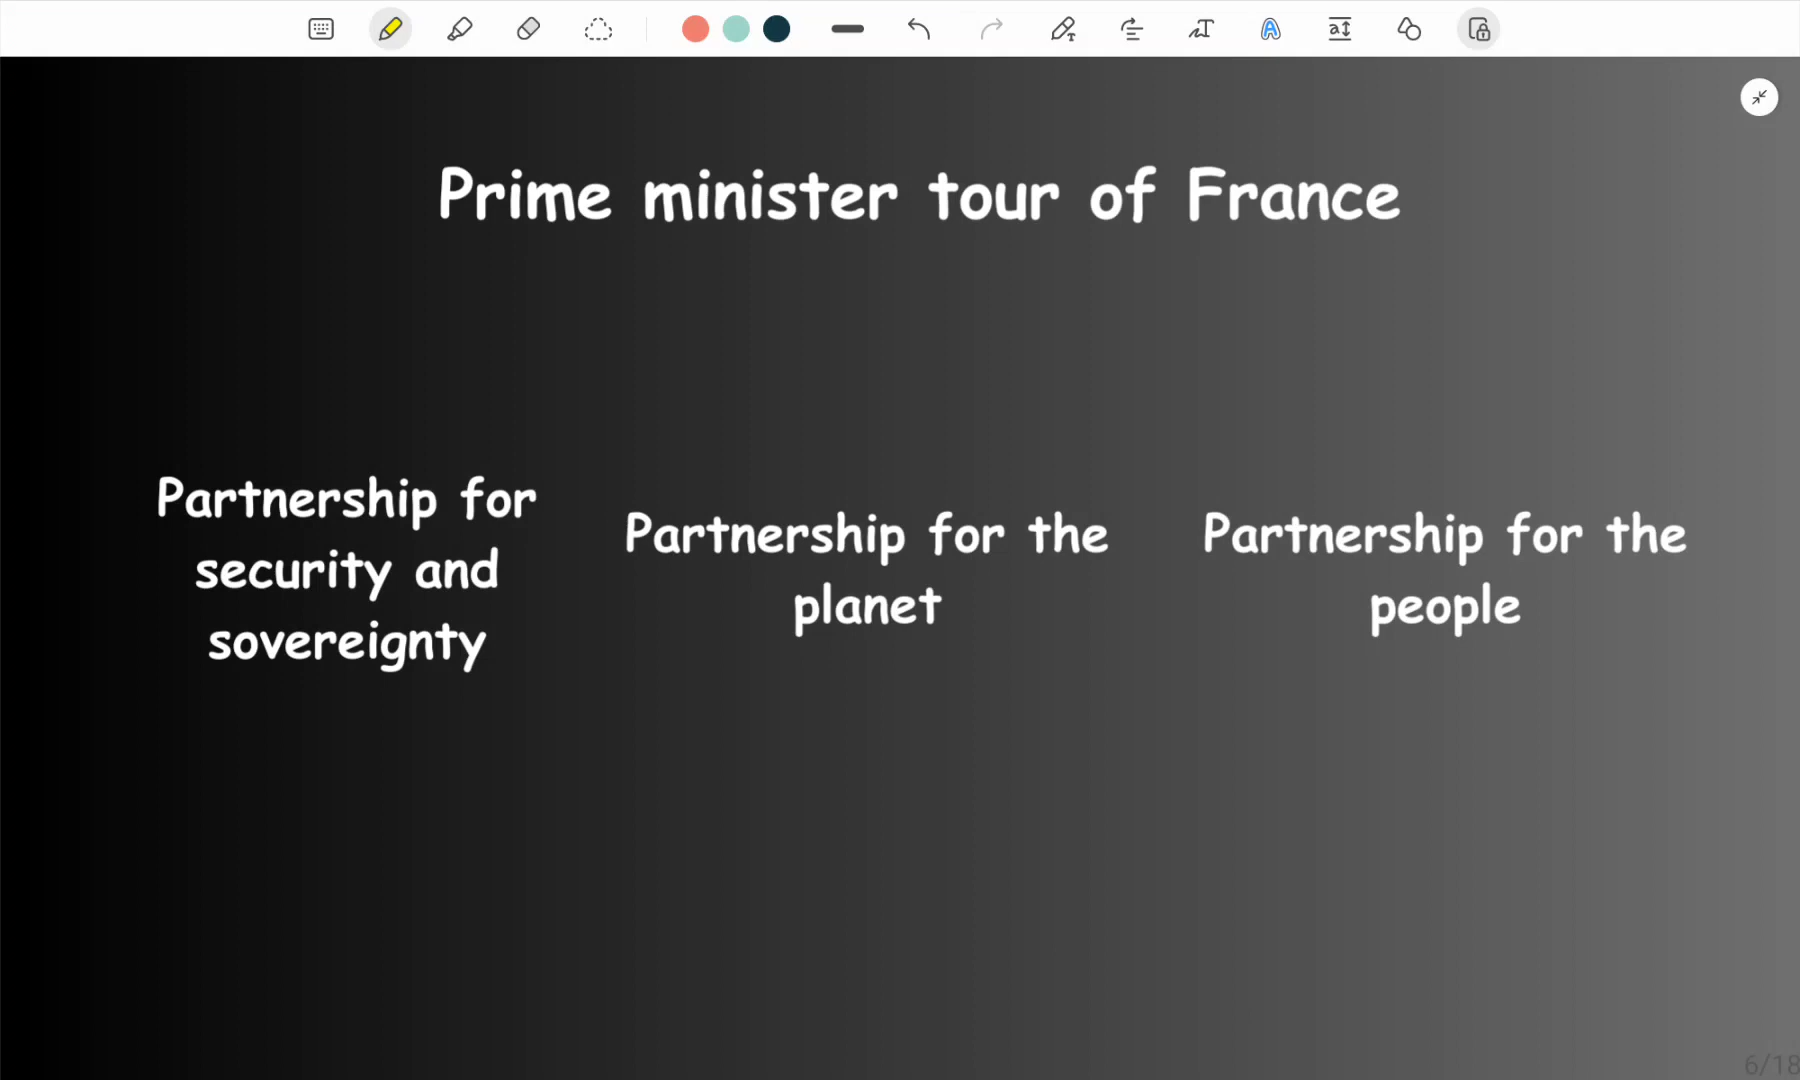 Prime minister tour of France
Partnership for
security and
sovereignty
Partnership for the
planet
Partnership for the
people
6/18